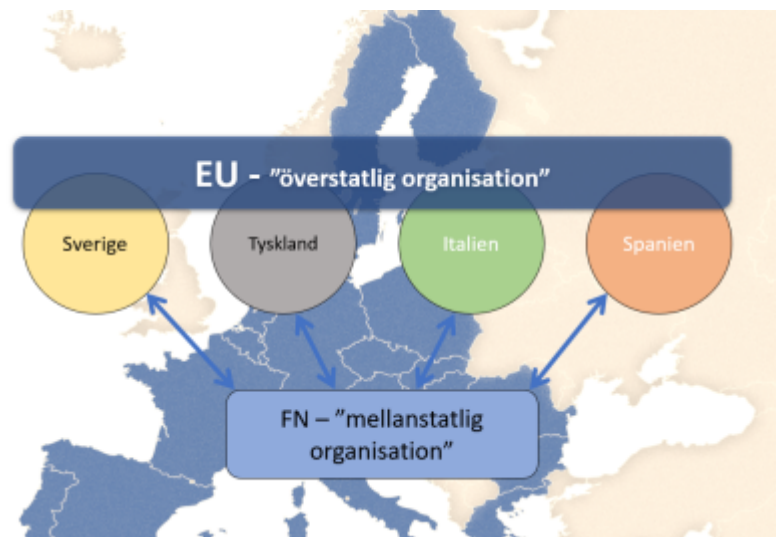 EU - ”överstatlig organisation”
Sverige
Tyskland
Italien
Spanien
FN – ”mellanstatlig
organisation”